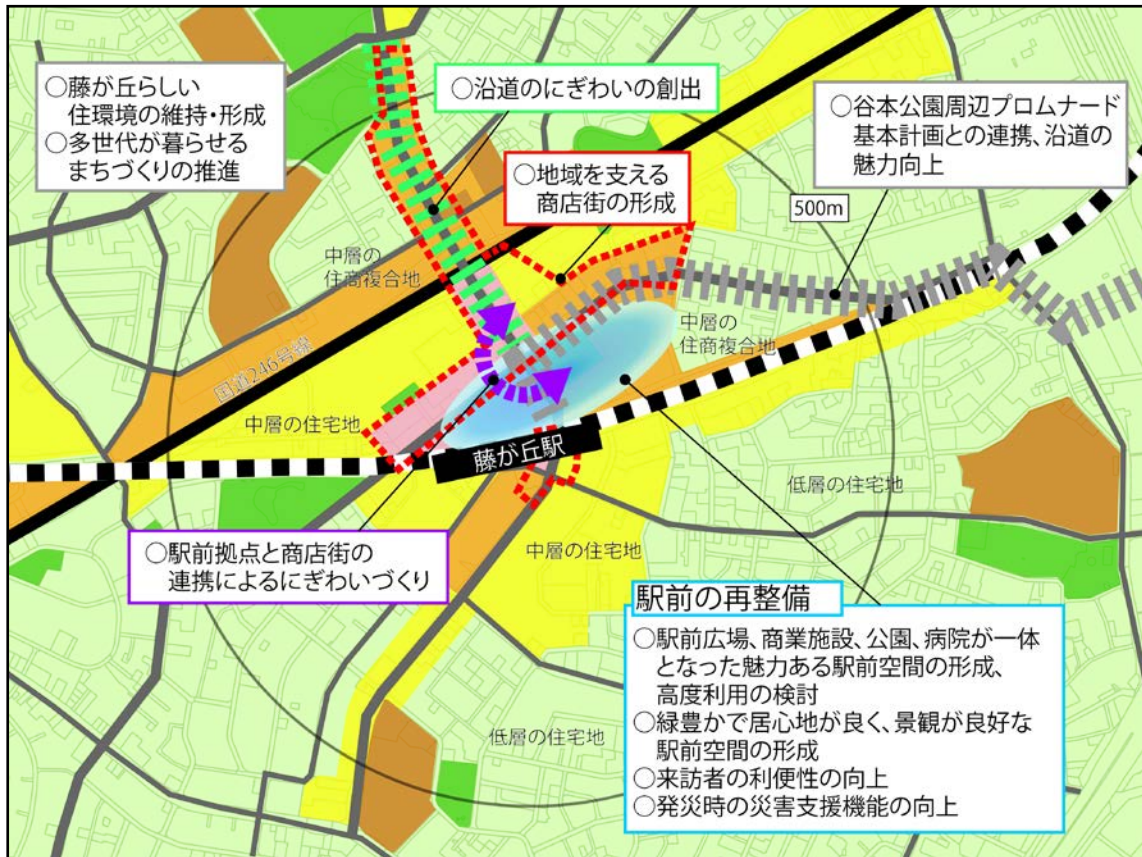 ○藤が丘らしい
住環境の維持・形成
○多世代が暮らせる
まちづくりの推進
○沿道のにぎわいの創出
○地域を支える
商店街の形成
○谷本公園周辺プロムナード
基本計画との連携、沿道の
魅力向上
500m
中層の
住商複合地
国道246号線
中層の
住商複合地
中層の住宅地
藤が丘駅
低層の住宅地
○駅前拠点と商店街の
連携によるにぎわいづくり
中層の住宅地
低層の住宅地
駅前の再整備
○駅前広場、商業施設、公園、病院が一体
となった魅力ある駅前空間の形成、
高度利用の検討
○緑豊かで居心地が良く、景観が良好な
駅前空間の形成
○来訪者の利便性の向上
○発災時の災害支援機能の向上